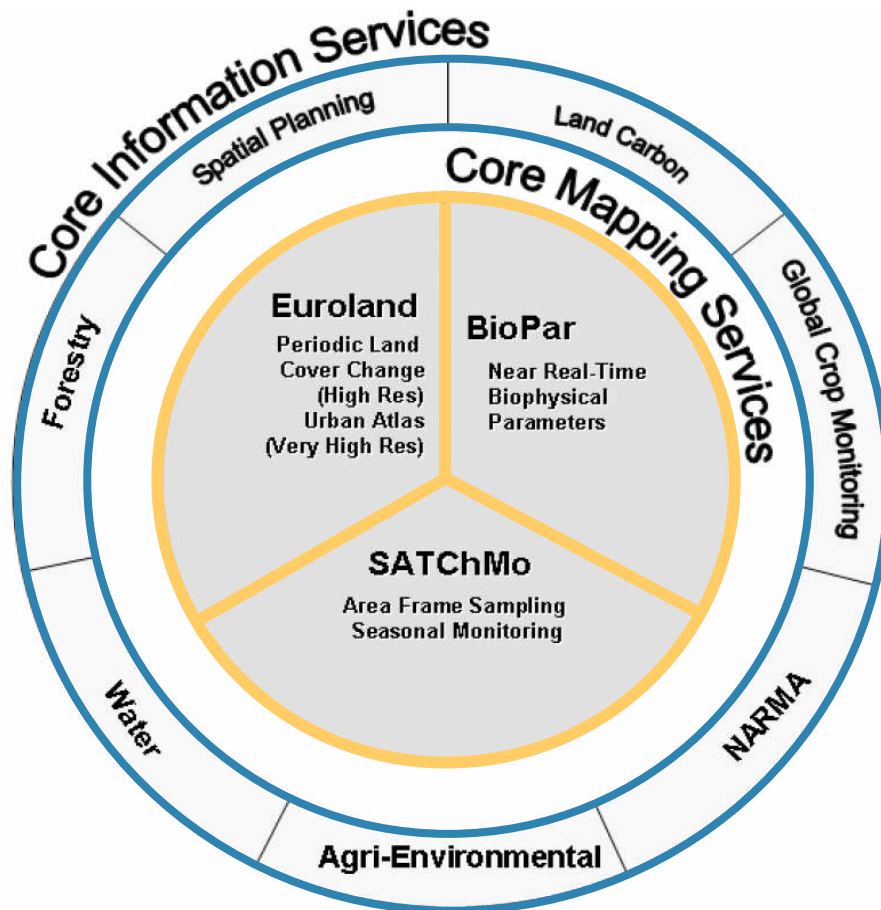 Core Information Services
Spatial Planning
Land Carbon
Global Crop Monitoring
NARMA
Agri-Environmental
Water
Forestry
Core Mapping Services
Euroland
Periodic Land
Cover Change
(High Res)
Urban Atlas
(Very High Res)
BioPar
Near Real-Time
Biophysical
Parameters
SATChMo
Area Frame Sampling
Seasonal Monitoring